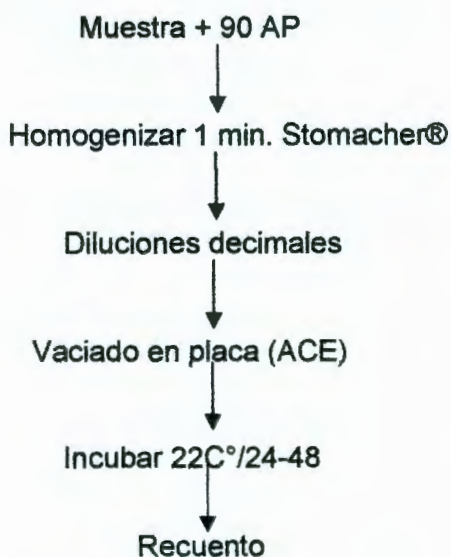 Muestra + 90 AP
Homogenizar 1 min. Stomacher®
Diluciones decimales
Vaciado en placa (ACE)
Incubar 22C°/24-48
Recuento